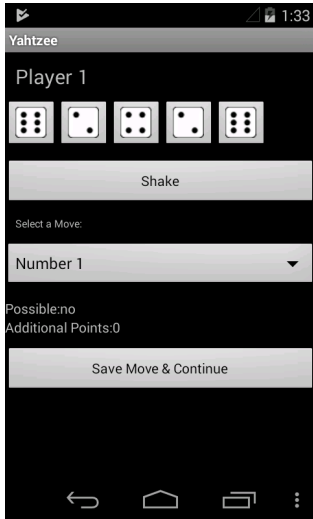 1:33
Yahtzee
Player 1
Shake
Select a Move:
Number 1
Possible:no
Additional Points:0
Save Move & Continue